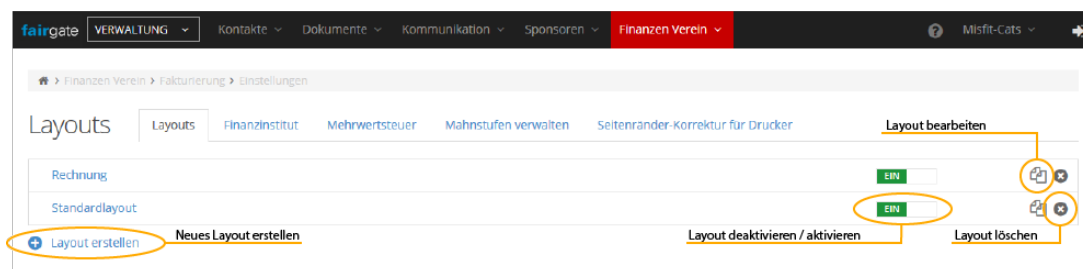 fairgate VERWALTUNG Kontakte Dokumente Kommunikation Sponsoren Finanzen Verein Misfit-Cats
> Finanzen Verein > Fakturierung > Einstellungen
Layouts Layouts Finanzinstitut Mehrwertsteuer Mahnstufen verwalten Seitenränder-Korrektur für Drucker
Layout bearbeiten
Rechnung EIN
Standardlayout EIN
Layout erstellen Neues Layout erstellen Layout deaktivieren / aktivieren Layout löschen